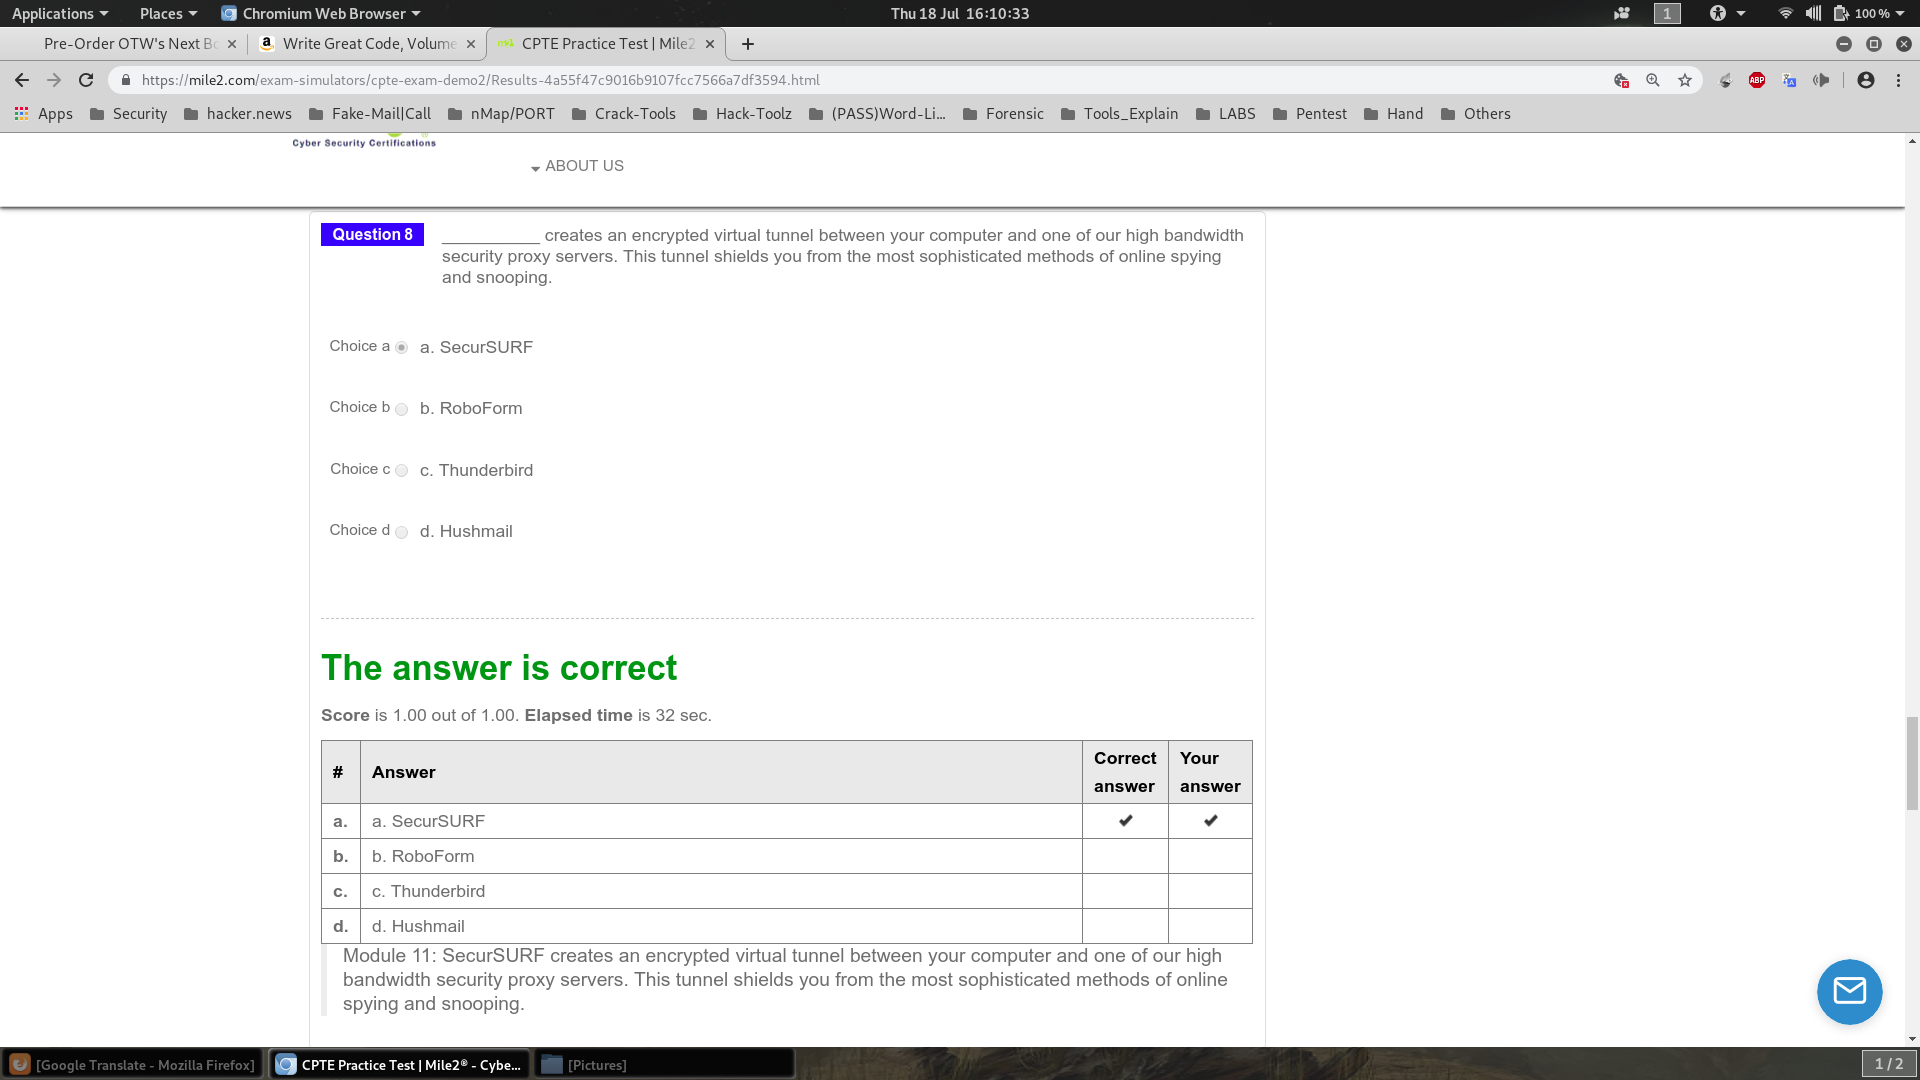 Applications Places Chromium Web Browser Thu 18 Jul 16:10:33 1 100 %
Pre-Order OTW's Next Bo Write Great Code, Volume CPTE Practice Test | Mile2
https://mile2.com/exam-simulators/cpte-exam-demo2/Results-4a55f47c9016b9107fcc7566a7df3594.html ABP
Apps Security hacker.news Fake-Mail|Call nMap/PORT Crack-Tools Hack-Toolz (PASS)Word-Li... Forensic Tools_Explain LABS Pentest Hand Others
Cyber Security Certifications
ABOUT US
Question 8 __________ creates an encrypted virtual tunnel between your computer and one of our high bandwidth
security proxy servers. This tunnel shields you from the most sophisticated methods of online spying
and snooping.
Choice a a. SecurSURF
Choice b b. RoboForm
Choice c c. Thunderbird
Choice d d. Hushmail
The answer is correct
Score is 1.00 out of 1.00. Elapsed time is 32 sec.
# Answer Correct answer Your answer
a. a. SecurSURF ✔ ✔
b. b. RoboForm
c. c. Thunderbird
d. d. Hushmail
Module 11: SecurSURF creates an encrypted virtual tunnel between your computer and one of our high
bandwidth security proxy servers. This tunnel shields you from the most sophisticated methods of online
spying and snooping.
[Google Translate - Mozilla Firefox] CPTE Practice Test | Mile2® - Cybe... [Pictures] 1 / 2